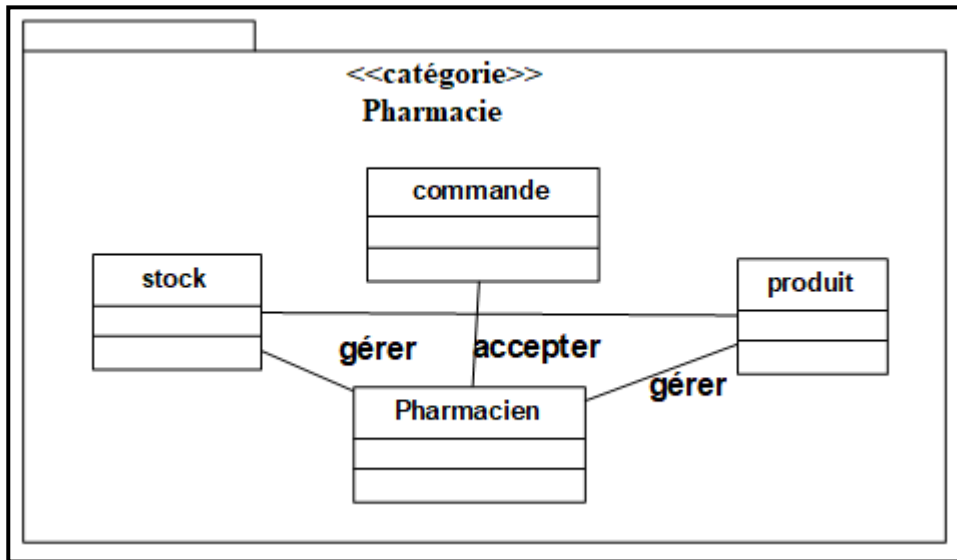 <<catégorie>>
Pharmacie
commande
stock
produit
gérer
accepter
gérer
Pharmacien